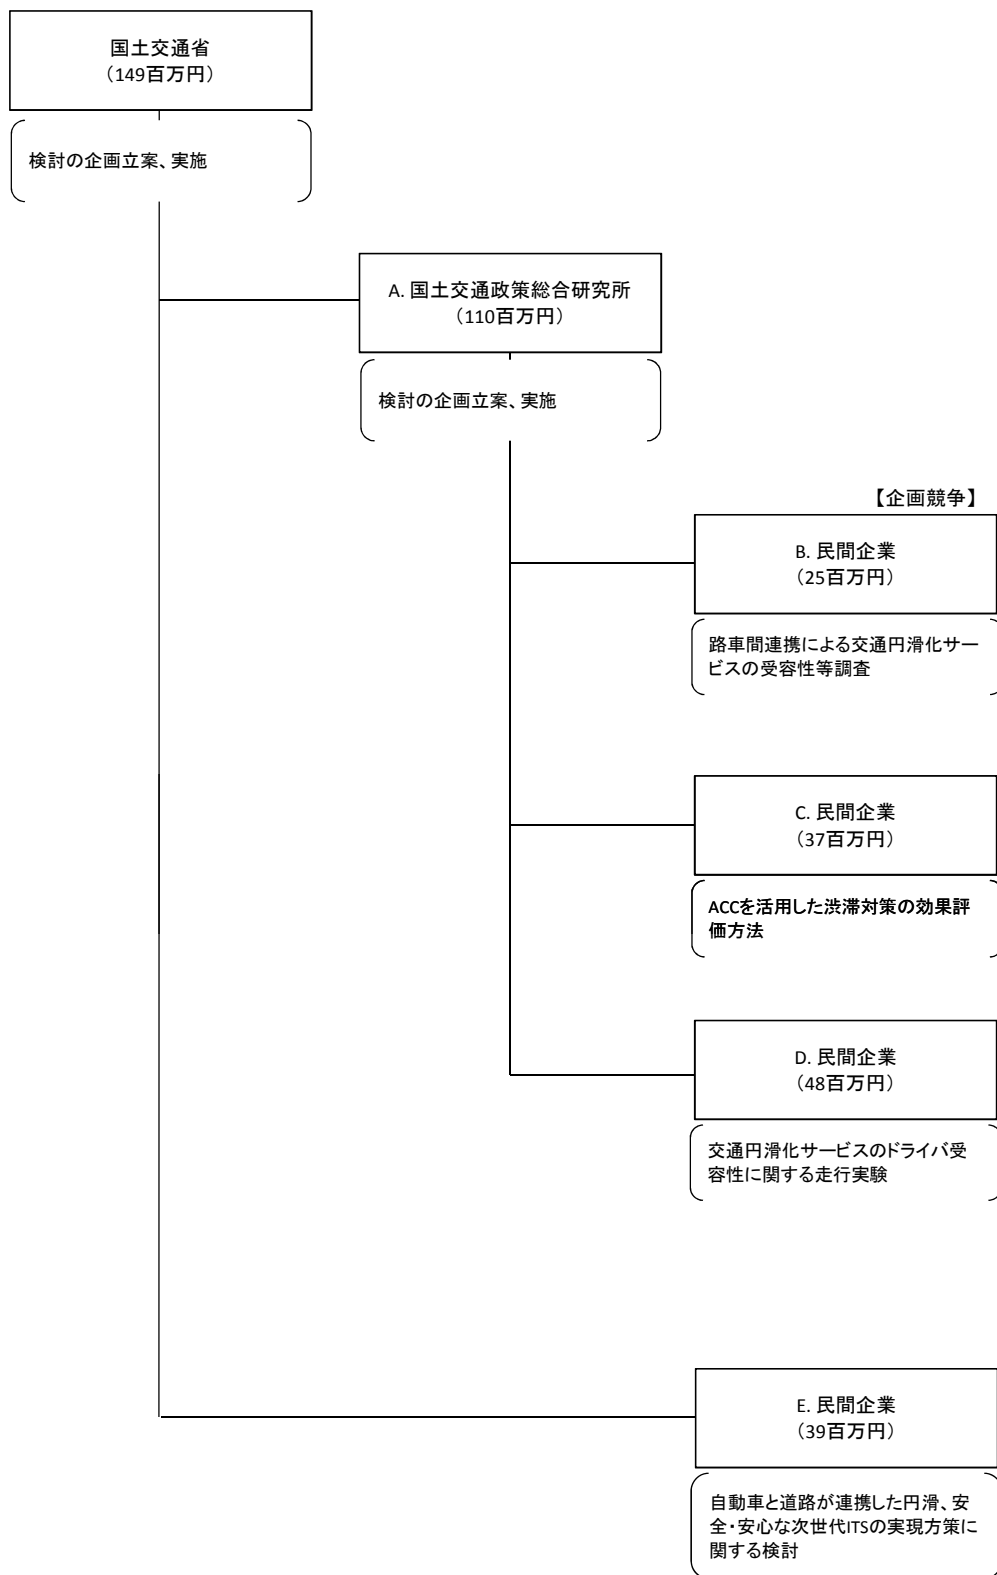 国土交通省
（149百万円）
検討の企画立案、実施
A. 国土交通政策総合研究所
（110百万円）
検討の企画立案、実施
【企画競争】
B. 民間企業
（25百万円）
路車間連携による交通円滑化サー
ビスの受容性等調査
C. 民間企業
（37百万円）
ACCを活用した渋滞対策の効果評
価方法
D. 民間企業
（48百万円）
交通円滑化サービスのドライバ受
容性に関する走行実験
E. 民間企業
（39百万円）
自動車と道路が連携した円滑、安
全・安心な次世代ITSの実現方策に
関する検討